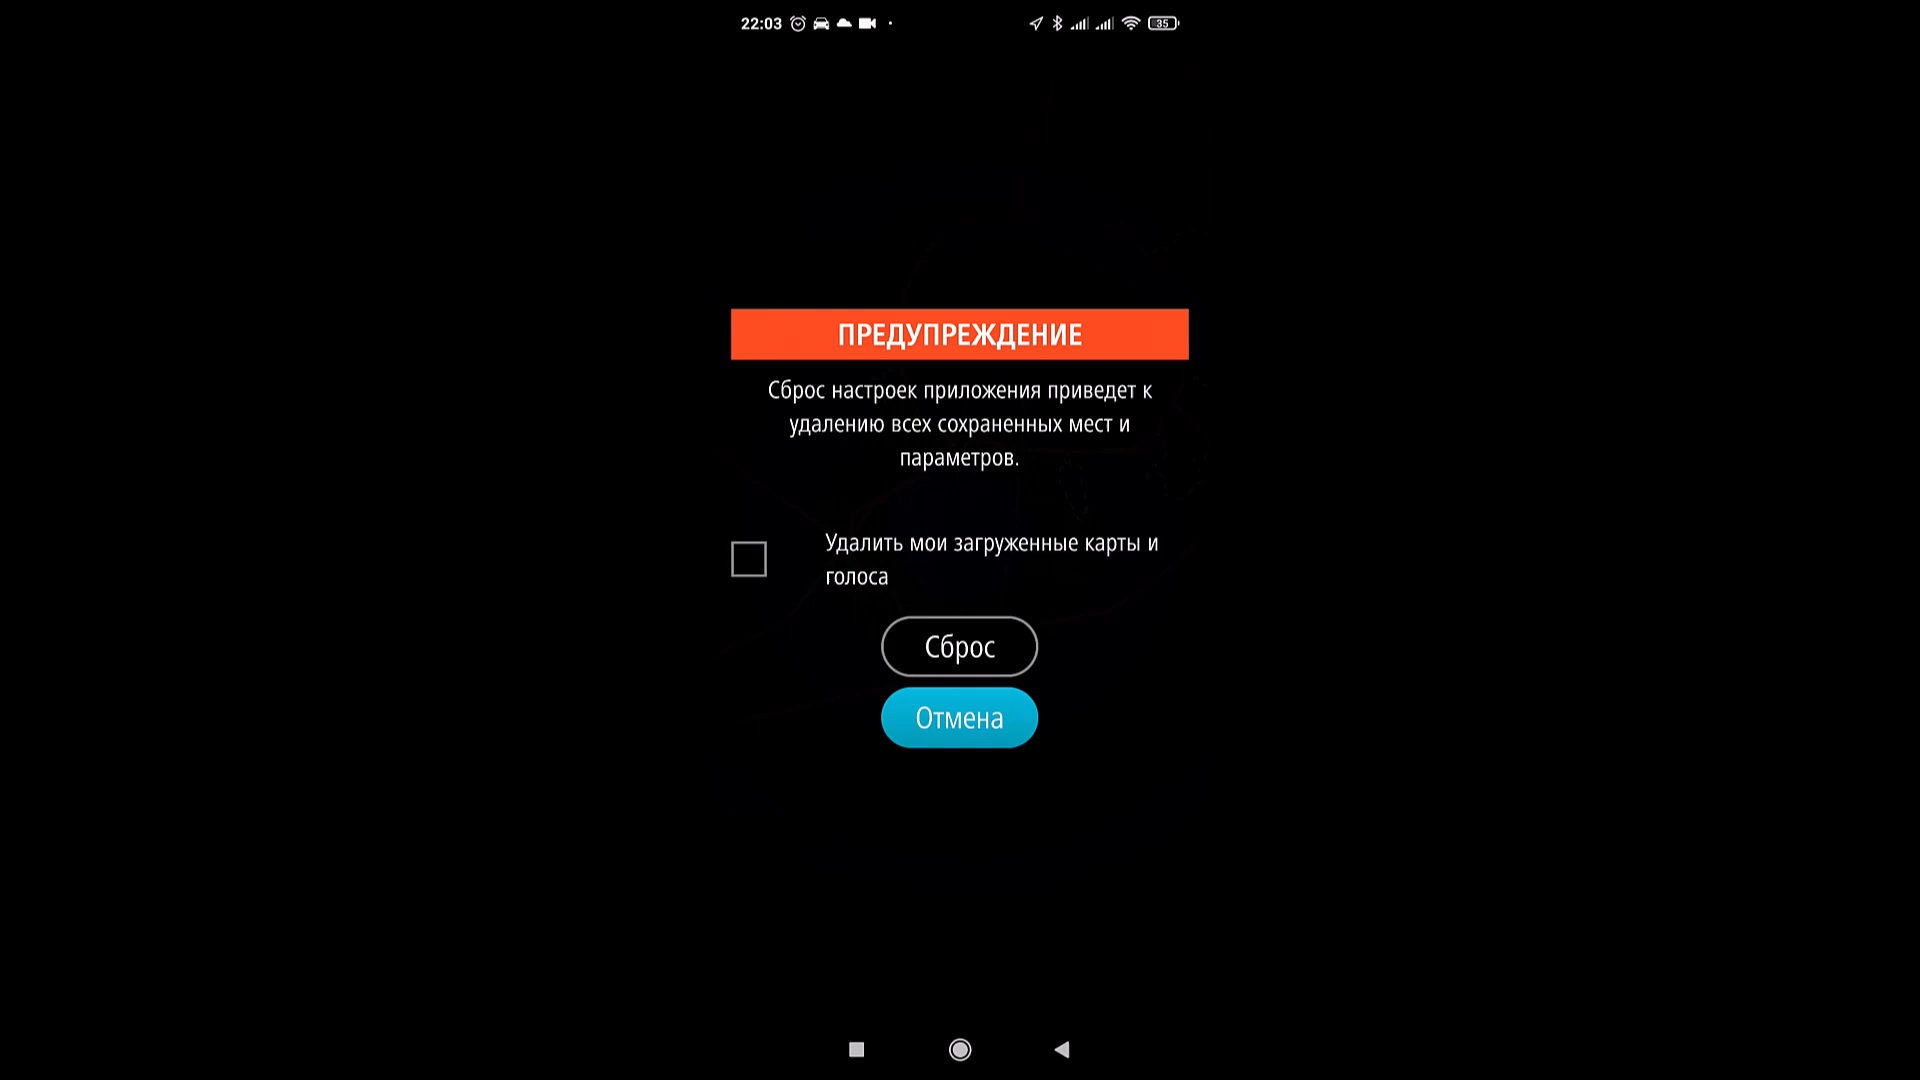 22:03
35
ПРЕДУПРЕЖДЕНИЕ
Сброс настроек приложения приведет к
удалению всех сохраненных мест и
параметров.
Удалить мои загруженные карты и
голоса
Сброс
Отмена